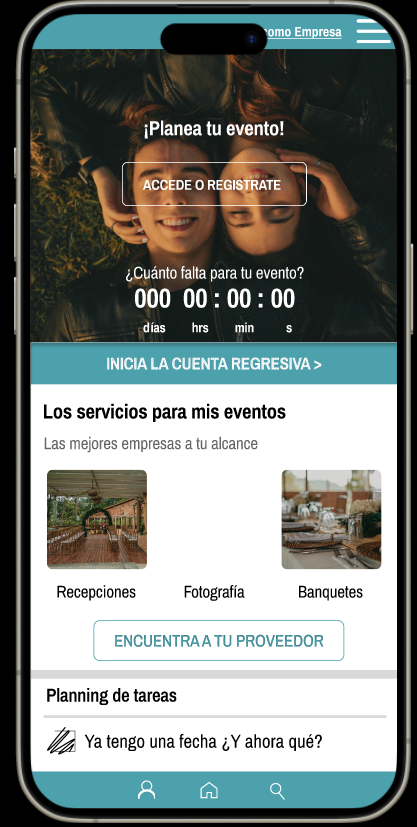 como Empresa
¡Planea tu evento!
ACCEDE O REGISTRATE
¿Cuánto falta para tu evento?
000 00 : 00 : 00
días hrs min s
INICIA LA CUENTA REGRESIVA >
Los servicios para mis eventos
Las mejores empresas a tu alcance
Recepciones Fotografía Banquetes
ENCUENTRA A TU PROVEEDOR
Planning de tareas
Ya tengo una fecha ¿Y ahora qué?